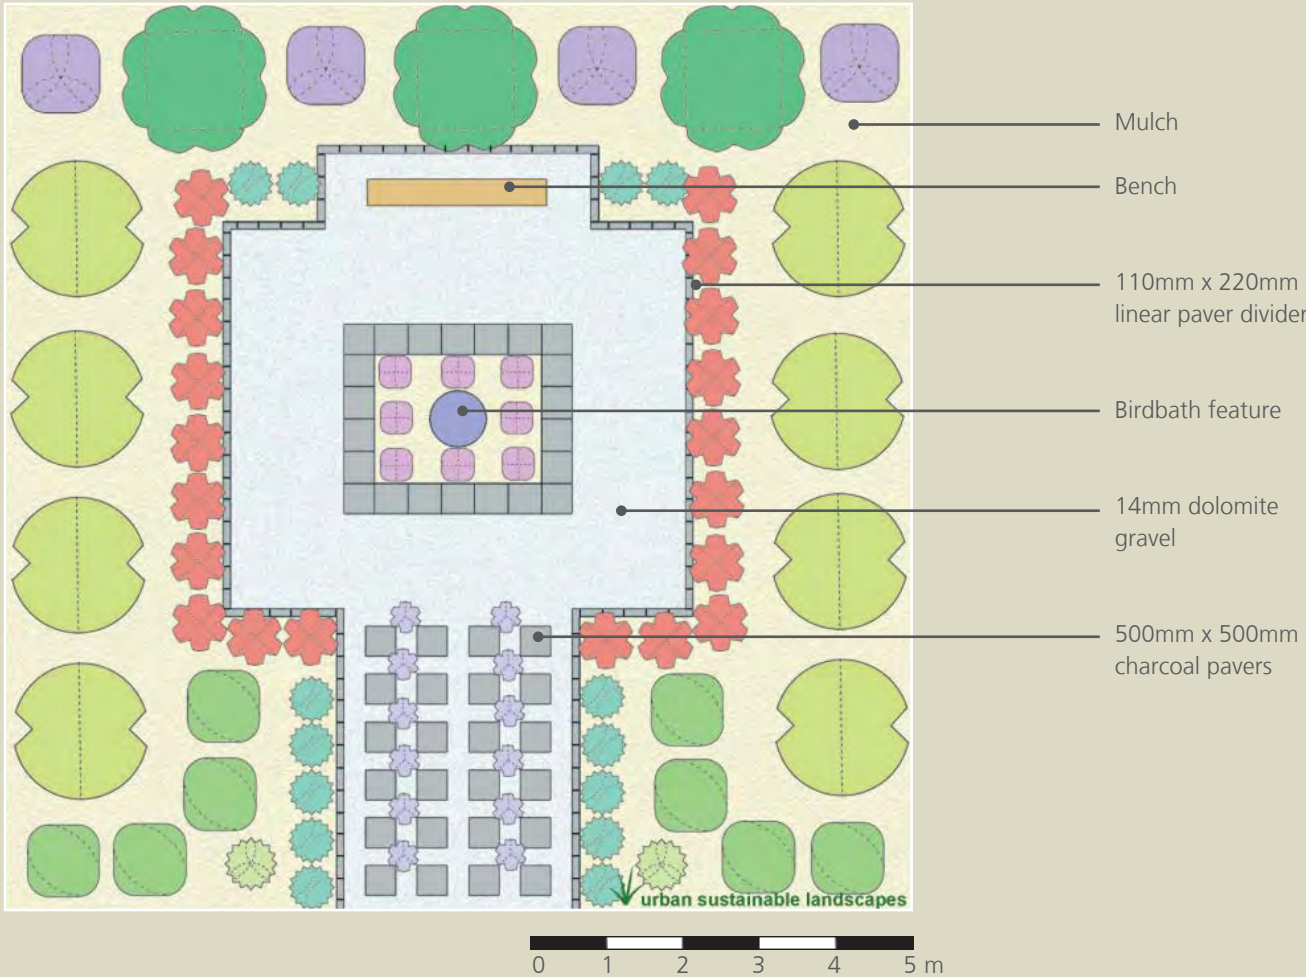 Mulch
Bench
110mm x 220mm
linear paver divider
Birdbath feature
14mm dolomite
gravel
500mm x 500mm
charcoal pavers
urban sustainable landscapes
0 1 2 3 4 5 m